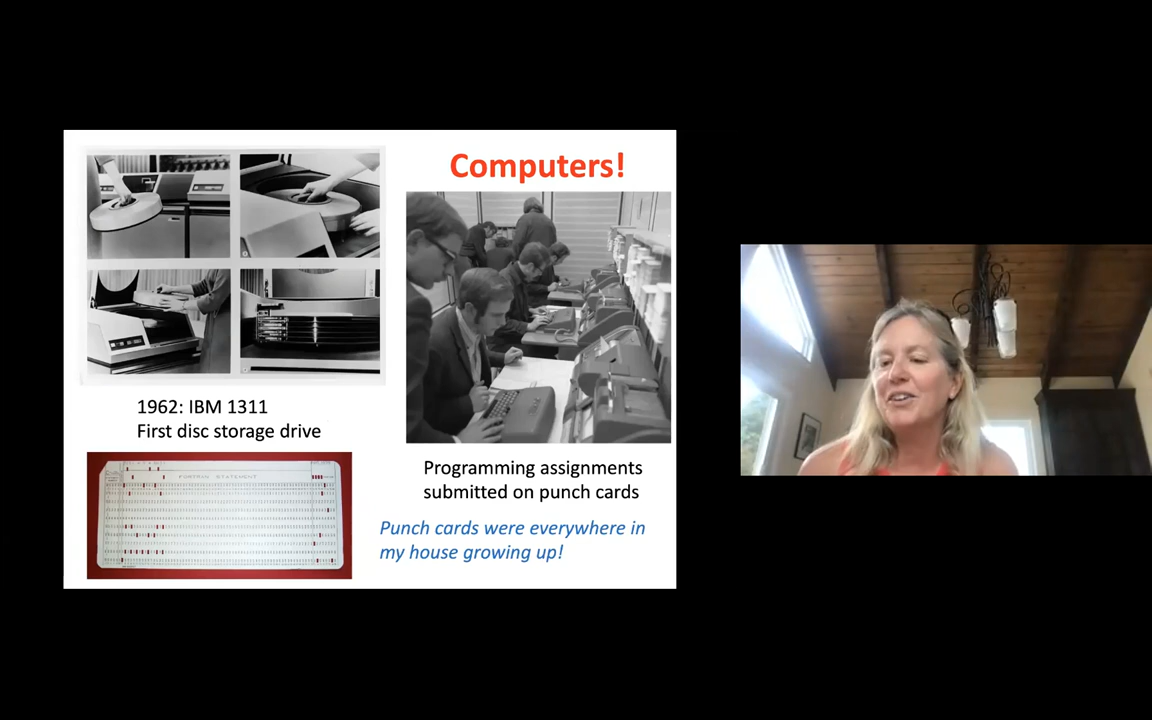 Computers!
1962: IBM 1311
First disc storage drive
FORTRAN STATEMENT
Programming assignments
submitted on punch cards
Punch cards were everywhere in
my house growing up!